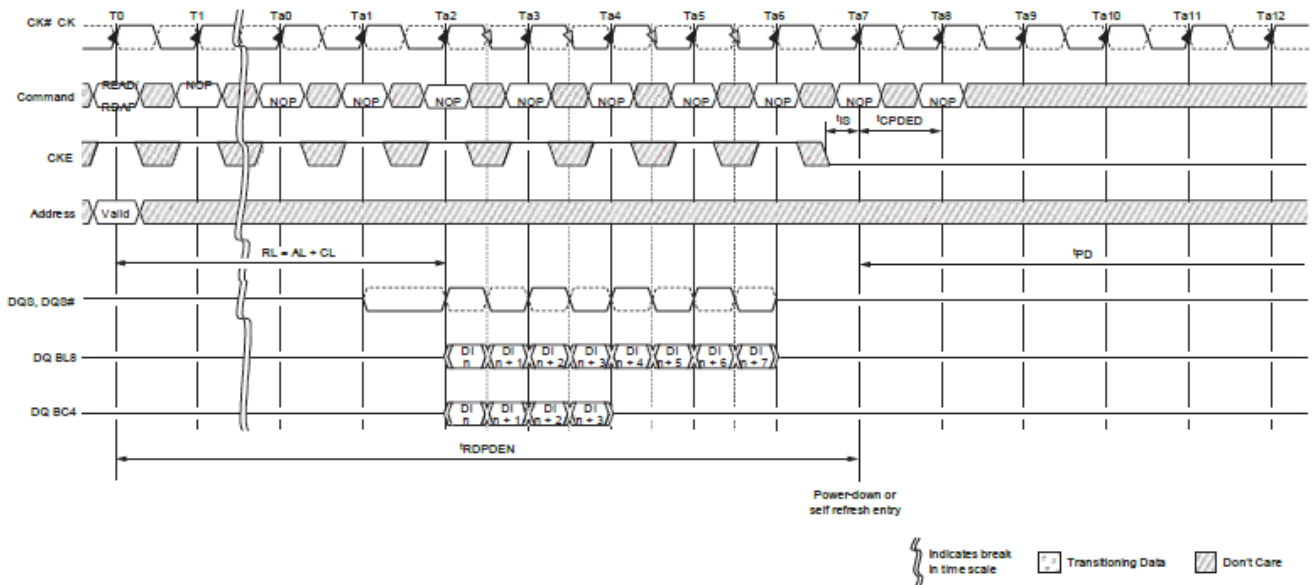 T0 T1 Ta0 Ta1 Ta2 Ta3 Ta4 Ta5 Ta6 Ta7 Ta8 Ta9 Ta10 Ta11 Ta12
CK# CK
READ/ NOP
RDAP
Command
NOP NOP NOP NOP NOP NOP NOP NOP NOP
tIS tCPDED
CKE
Address Valid
RL = AL + CL
tPD
DQS, DQS#
DI DI DI DI DI DI DI DI
DQ BL8
n n + 1 n + 2 n + 3 n + 4 n + 5 n + 6 n + 7
DI DI DI DI
DQ BC4
n n + 1 n + 2 n + 3
tRDPDEN
Power-down or
self refresh entry
Indicates break
in time scale
Transitioning Data
Don't Care